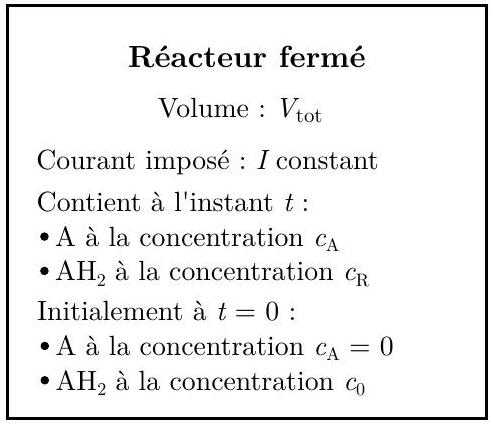 Réacteur fermé
Volume : V_tot
Courant imposé : I constant
Contient à l'instant t :
• A à la concentration c_A
• AH₂ à la concentration c_R
Initialement à t = 0 :
• A à la concentration c_A = 0
• AH₂ à la concentration c₀